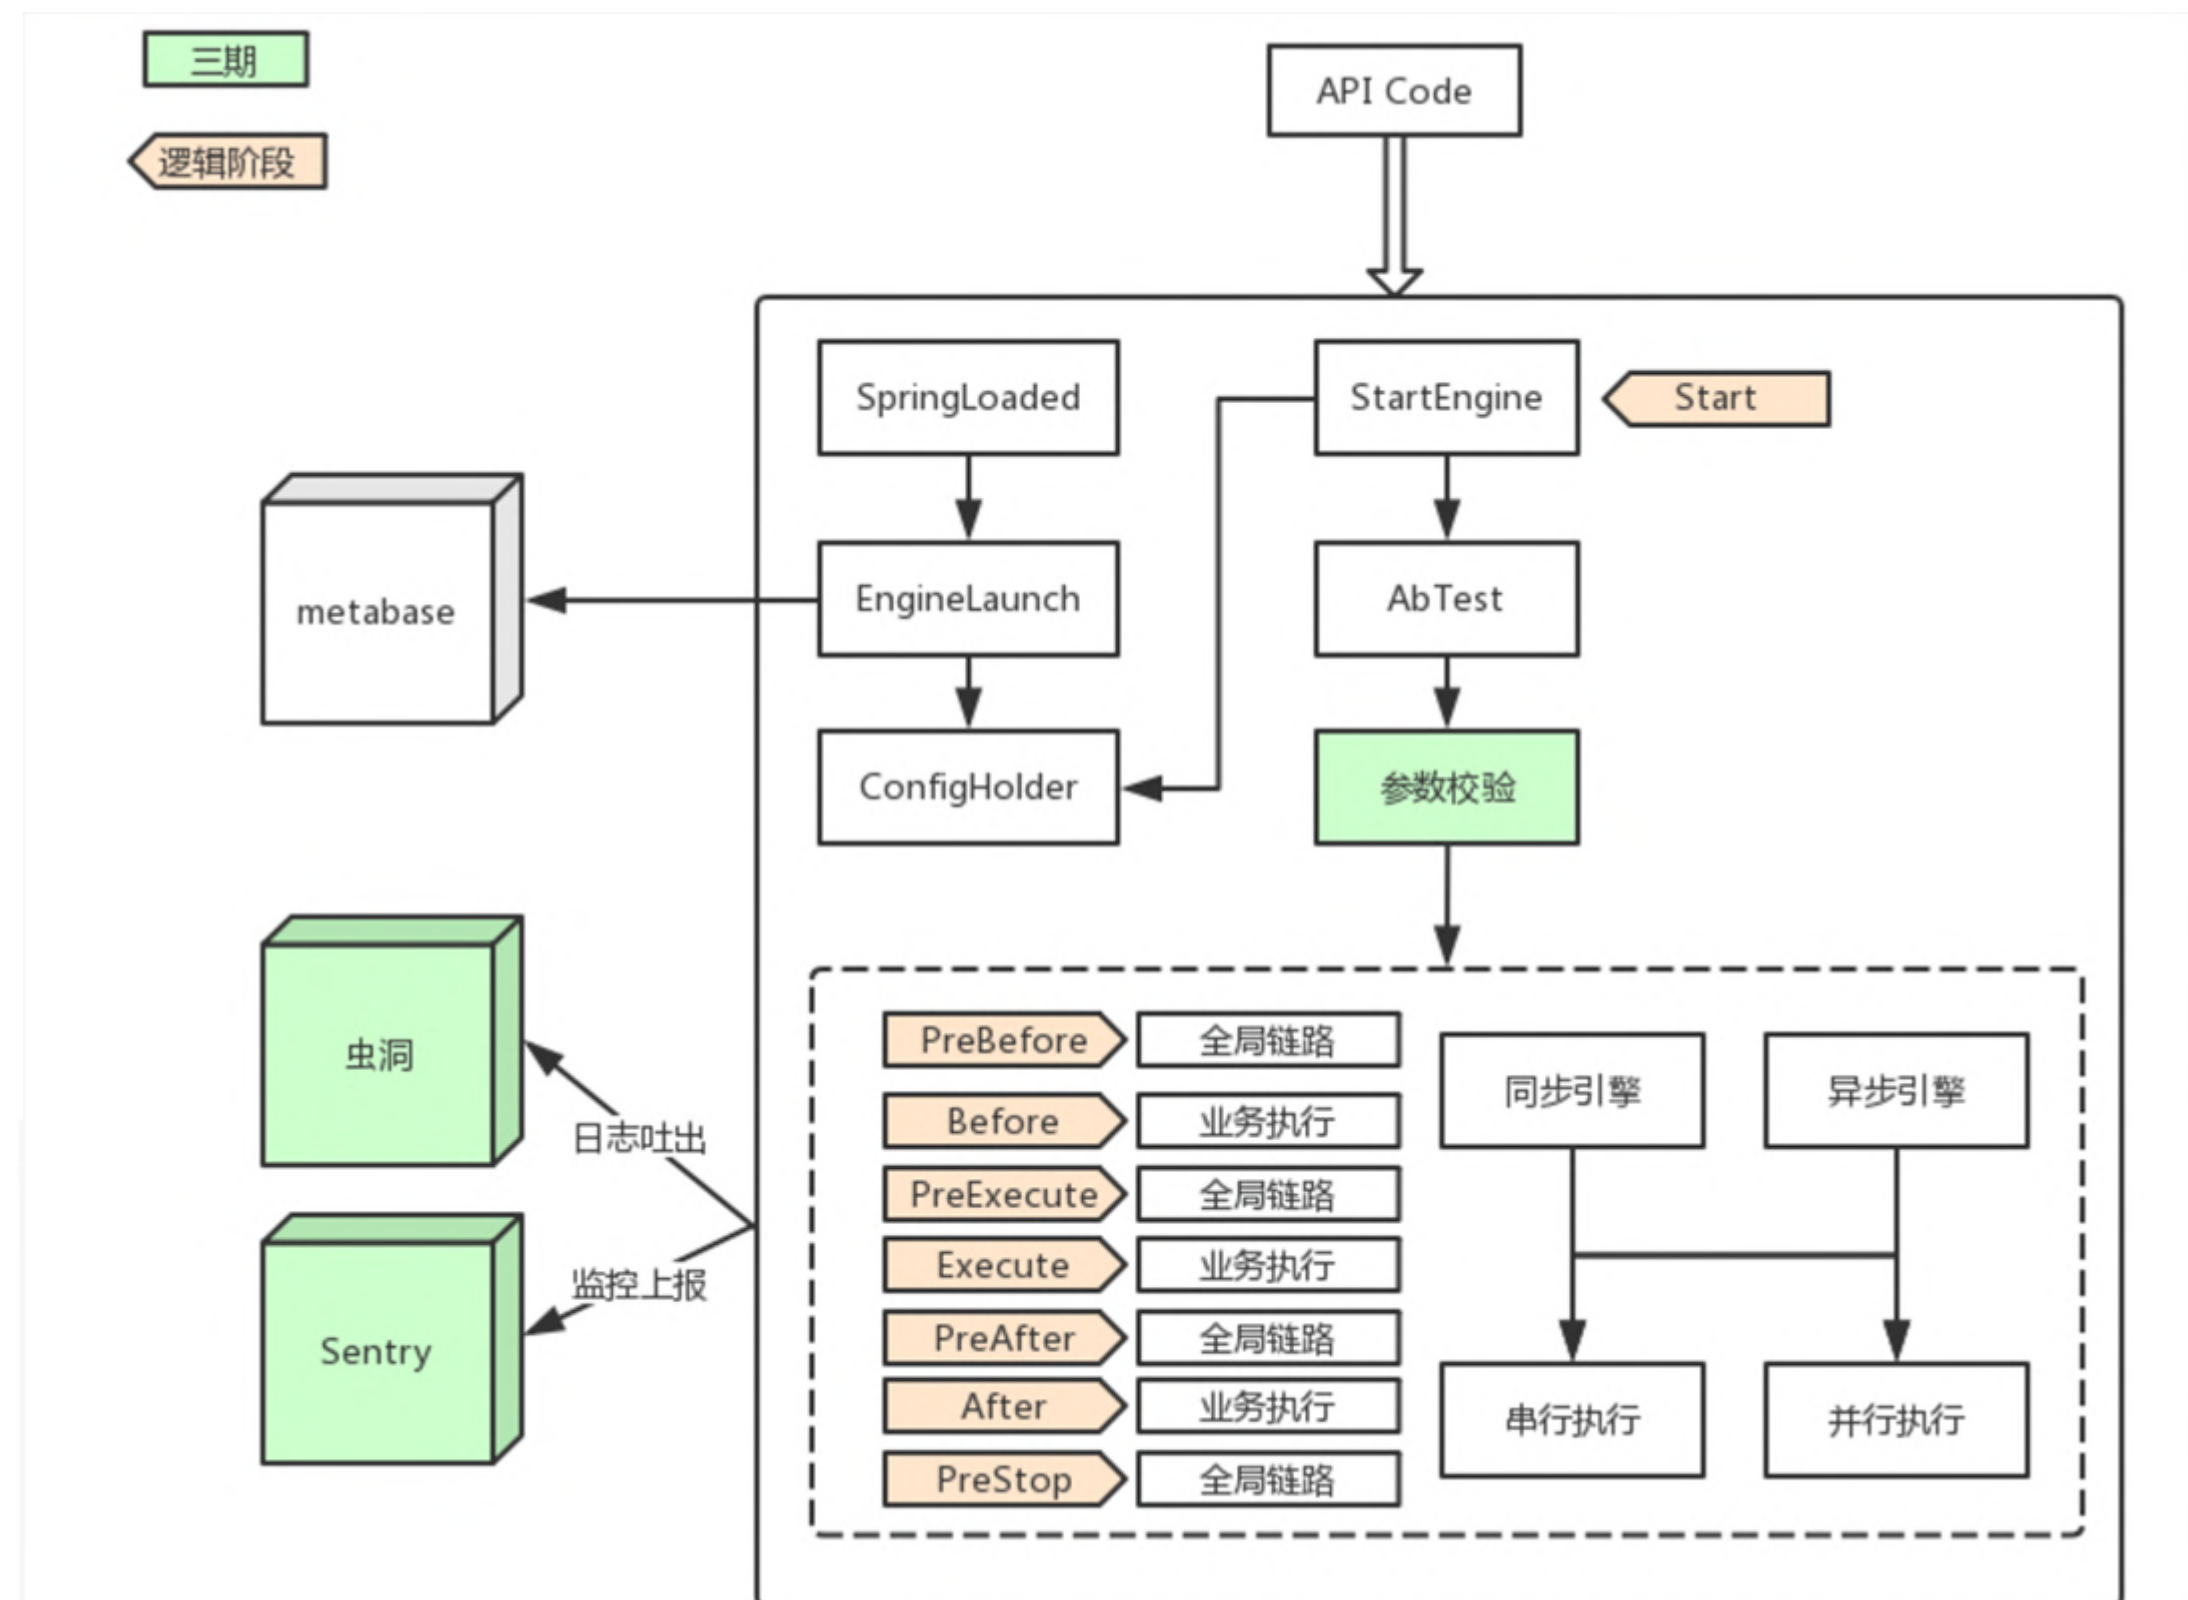 三期
API Code
逻辑阶段
SpringLoaded
StartEngine
Start
metabase
EngineLaunch
AbTest
ConfigHolder
参数校验
虫洞
日志吐出
监控上报
Sentry
PreBefore
全局链路
Before
业务执行
PreExecute
全局链路
Execute
业务执行
PreAfter
全局链路
After
业务执行
PreStop
全局链路
同步引擎
异步引擎
串行执行
并行执行